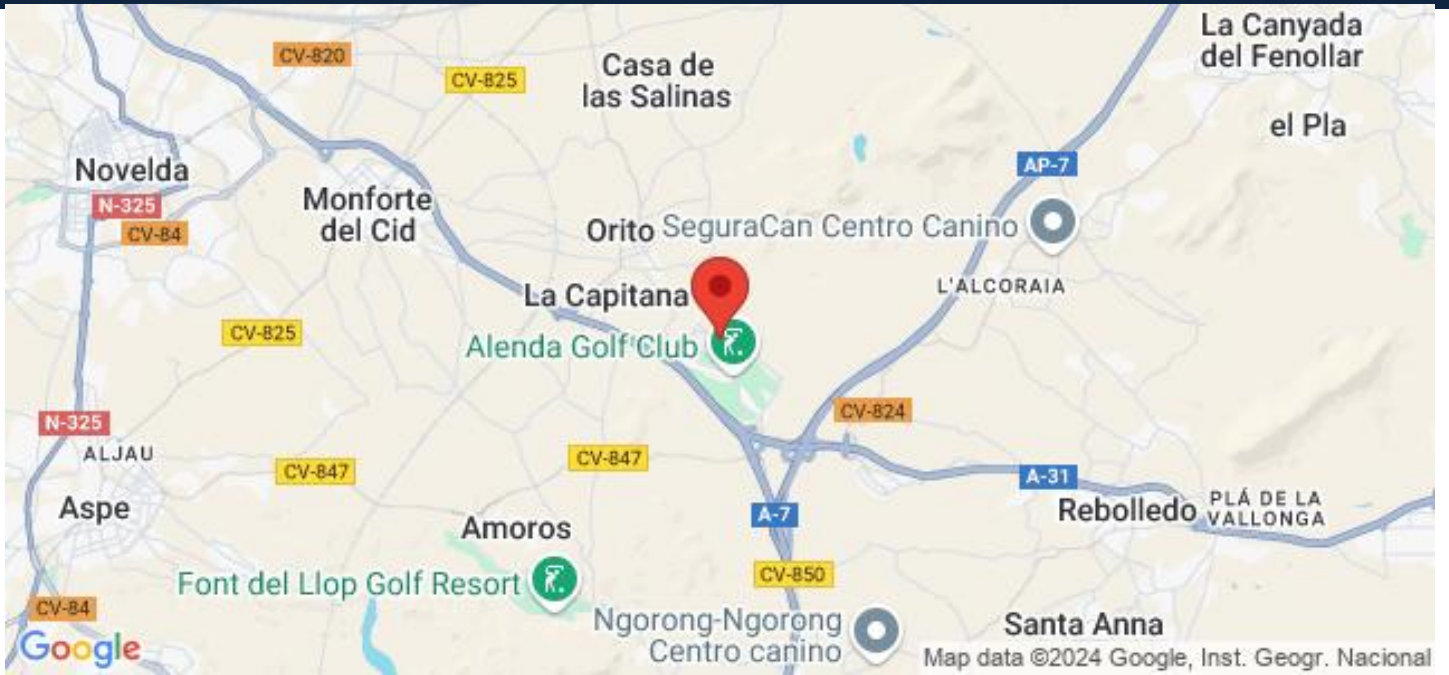 La Canyada
del Fenollar
CV-820
CV-825
Casa de
las Salinas
el Pla
Novelda
AP-7
N-325
Monforte
del Cid
CV-84
Orito
SeguraCan Centro Canino
L'ALCORAIA
La Capitana
CV-825
Alenda Golf Club
N-325
CV-824
ALJAU
CV-847
CV-847
A-31
Aspe
Rebolledo
PLÁ DE LA
VALLONGA
A-7
Amoros
CV-850
Font del Llop Golf Resort
CV-84
Ngorong-Ngorong
Centro canino
Santa Anna
Google
Map data ©2024 Google, Inst. Geogr. Nacional